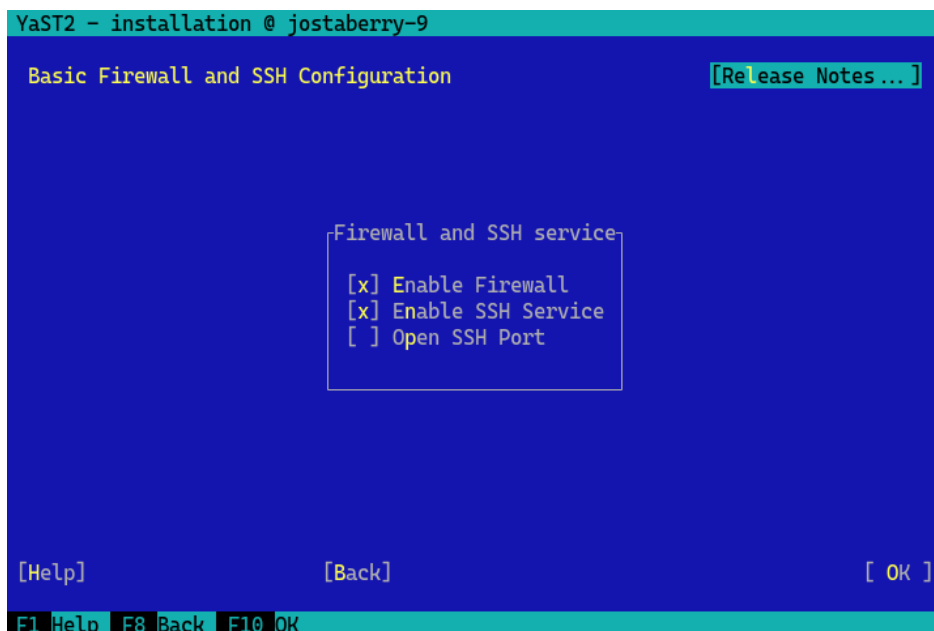 YaST2 - installation @ jostaberry-9
Basic Firewall and SSH Configuration [Release Notes...]
Firewall and SSH service
[x] Enable Firewall
[x] Enable SSH Service
[ ] Open SSH Port
[Help] [Back] [ OK ]
F1 Help F8 Back F10 OK